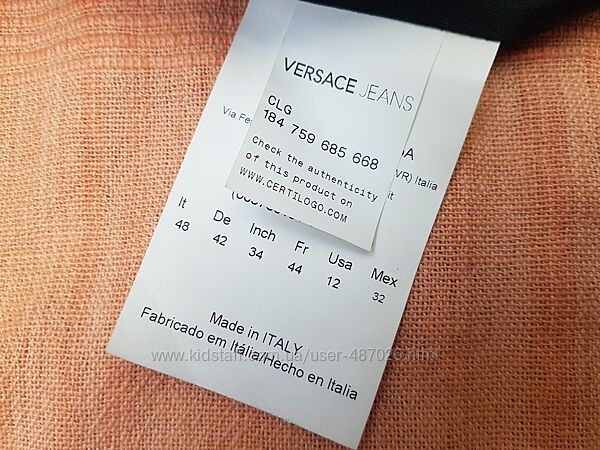 VERSACE JEANS
CLG
184 759 685 668
Check the authenticity
of this product on
WWW.CERTILOGO.COM
Via
VR) Italia
It De Inch Fr Usa Mex
48 42 34 44 12 32
Made in ITALY
Fabricado em Itália/Hecho en Italia